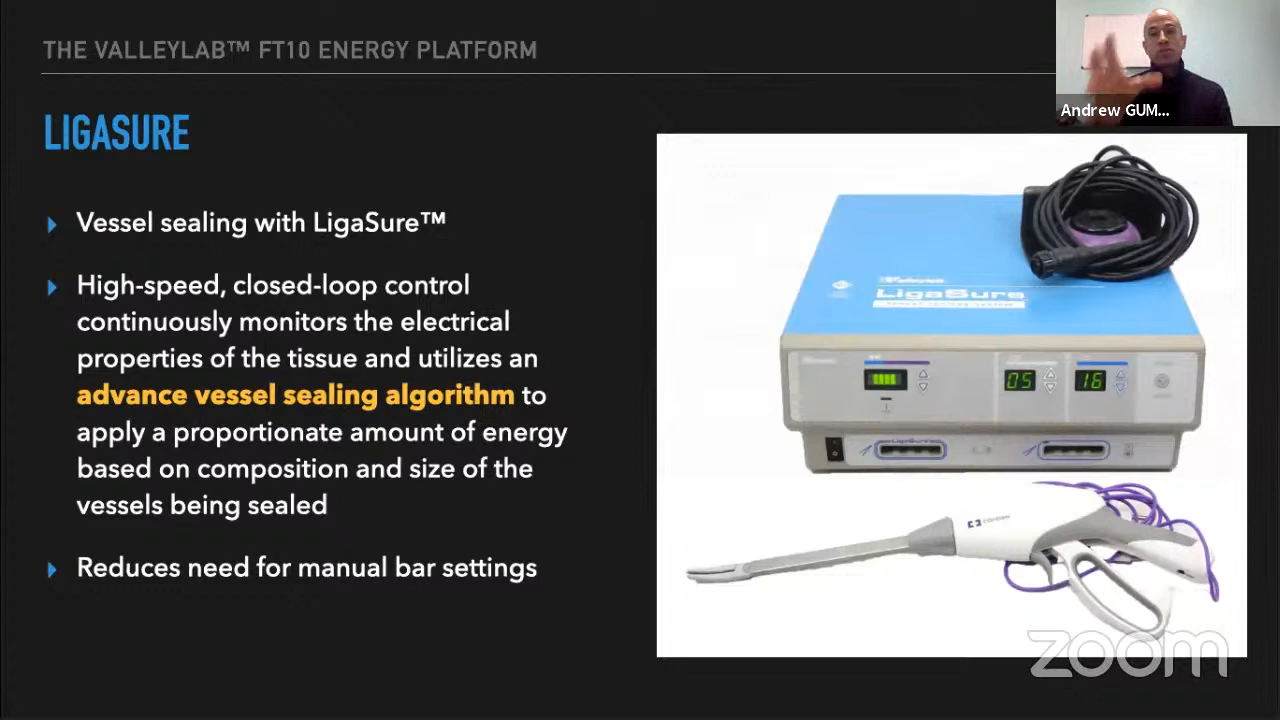 THE VALLEYLAB™ FT10 ENERGY PLATFORM
Andrew GUM...
LIGASURE
Vessel sealing with LigaSure™
High-speed, closed-loop control
continuously monitors the electrical
properties of the tissue and utilizes an
advance vessel sealing algorithm to
apply a proportionate amount of energy
based on composition and size of the
vessels being sealed
Reduces need for manual bar settings
LigaSure
05
16
LigaSure
COVIDIEN
zoom